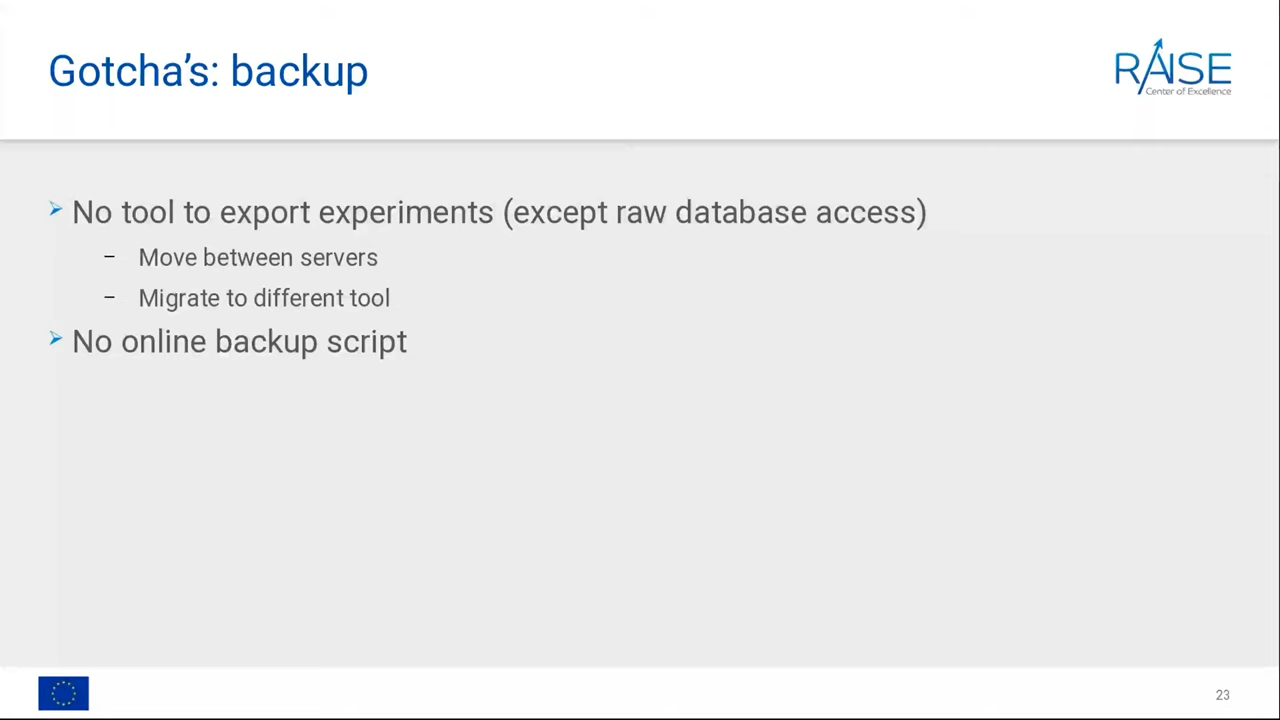 Gotcha’s: backup
RAISE
Center of Excellence
No tool to export experiments (except raw database access)
– Move between servers
– Migrate to different tool
No online backup script
23